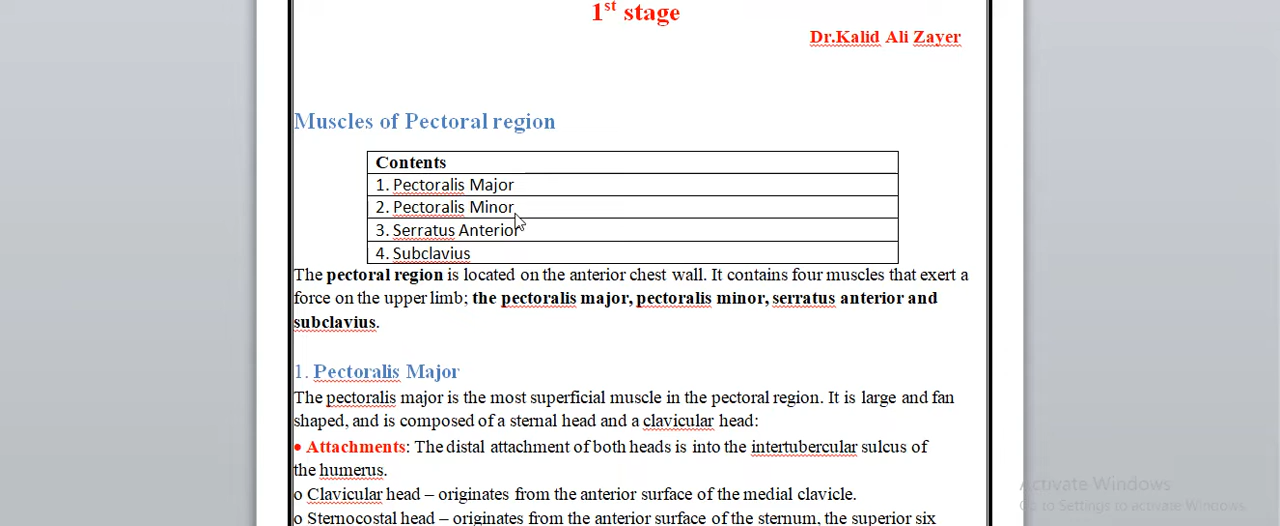 1st stage
Dr.Kalid Ali Zayer
Muscles of Pectoral region
Contents
1. Pectoralis Major
2. Pectoralis Minor
3. Serratus Anterior
4. Subclavius
The pectoral region is located on the anterior chest wall. It contains four muscles that exert a
force on the upper limb; the pectoralis major, pectoralis minor, serratus anterior and
subclavius.
1. Pectoralis Major
The pectoralis major is the most superficial muscle in the pectoral region. It is large and fan
shaped, and is composed of a sternal head and a clavicular head:
• Attachments: The distal attachment of both heads is into the intertubercular sulcus of
the humerus.
o Clavicular head – originates from the anterior surface of the medial clavicle.
o Sternocostal head – originates from the anterior surface of the sternum, the superior six
Activate Windows
Go to Settings to activate Windows.